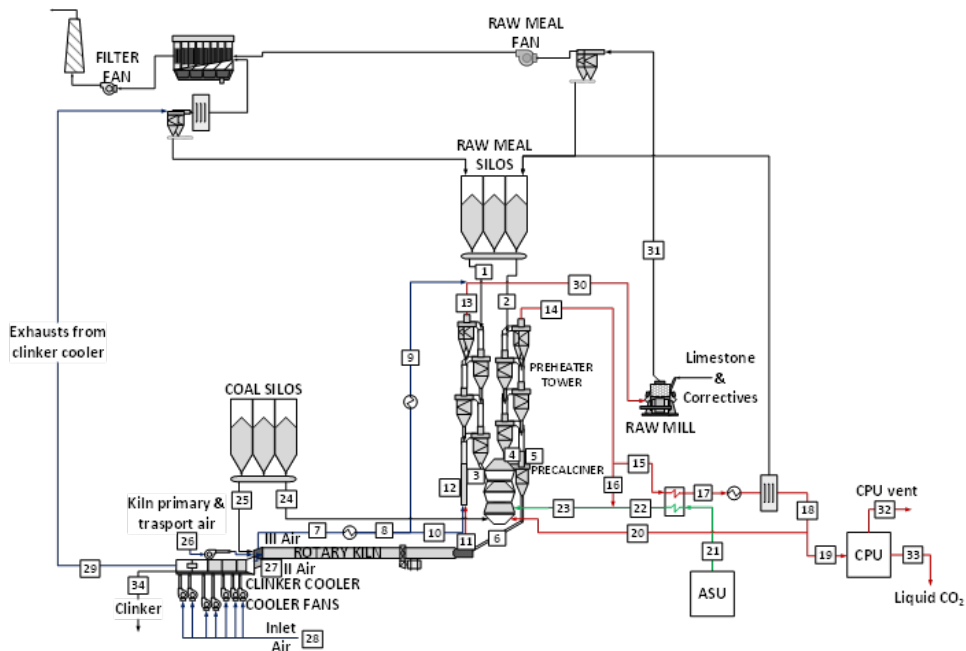 RAW MEAL
FAN
FILTER
FAN
RAW MEAL
SILOS
31
1
13
30
2
14
Exhausts from
clinker cooler
9
PREHEATER
TOWER
Limestone
&
Correctives
COAL SILOS
RAW MILL
4
5
3
PRECALCINER
15
12
16
17
CPU vent
25
24
32
Kiln primary &
trasport air
23
22
18
7
8
10
26
III Air
11
6
20
ROTARY KILN
19
CPU
33
29
27
II Air
21
34
CLINKER COOLER
ASU
Liquid CO₂
Clinker
COOLER FANS
Inlet
Air
28